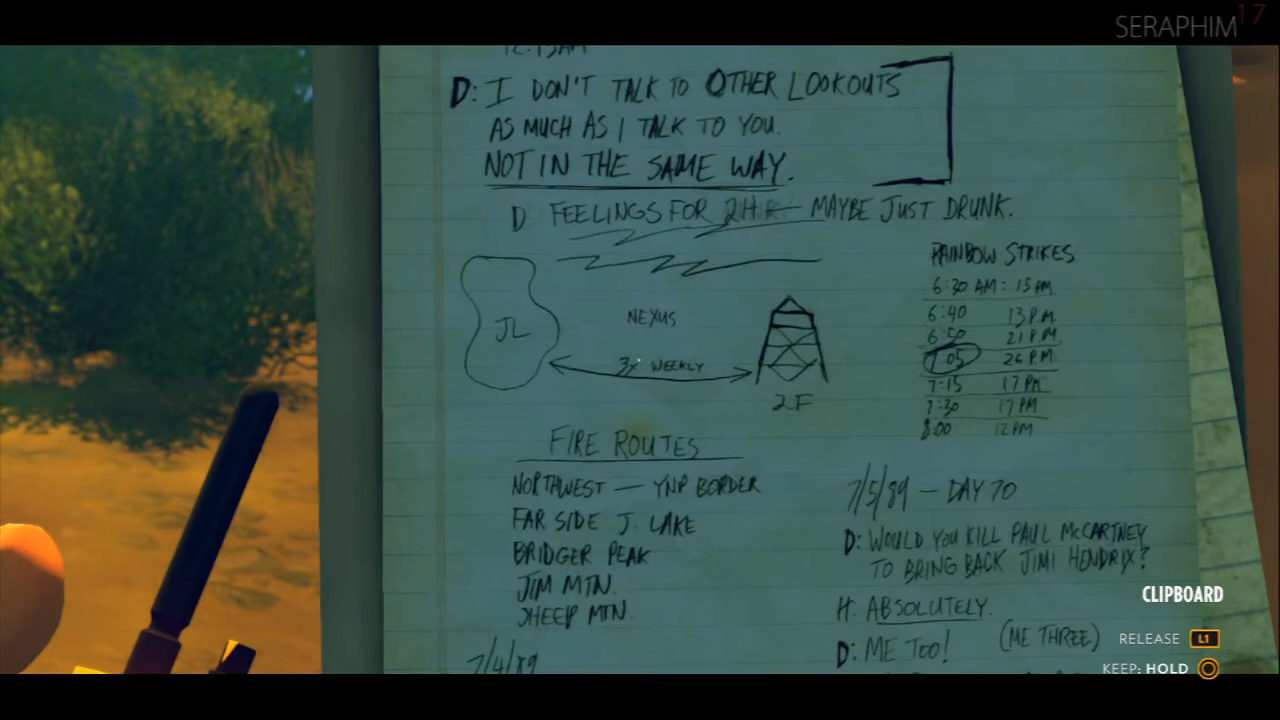 SERAPHIM17
12:15AM
D: I DON'T TALK TO OTHER LOOKOUTS
AS MUCH AS I TALK TO YOU.
NOT IN THE SAME WAY.
D FEELINGS FOR MAYBE JUST DRUNK.
RAINBOW STRIKES
6:30 AM: 15 PM
6:40 13 P.M.
6:50 21 P.M.
7:05 26 PM
7:15 17 PM
7:30 17 PM
8:00 12 PM
JL
NEXUS
3x WEEKLY
2F
FIRE ROUTES
NORTHWEST — YNP BORDER
FAR SIDE J. LAKE
BRIDGER PEAK
JIM MTN.
SHEEP MTN.
7/4/89
7/5/89 — DAY 70
D: WOULD YOU KILL PAUL McCARTNEY
TO BRING BACK JIMI HENDRIX?
H: ABSOLUTELY.
D: ME TOO! (ME THREE)
CLIPBOARD
RELEASE L1
KEEP: HOLD